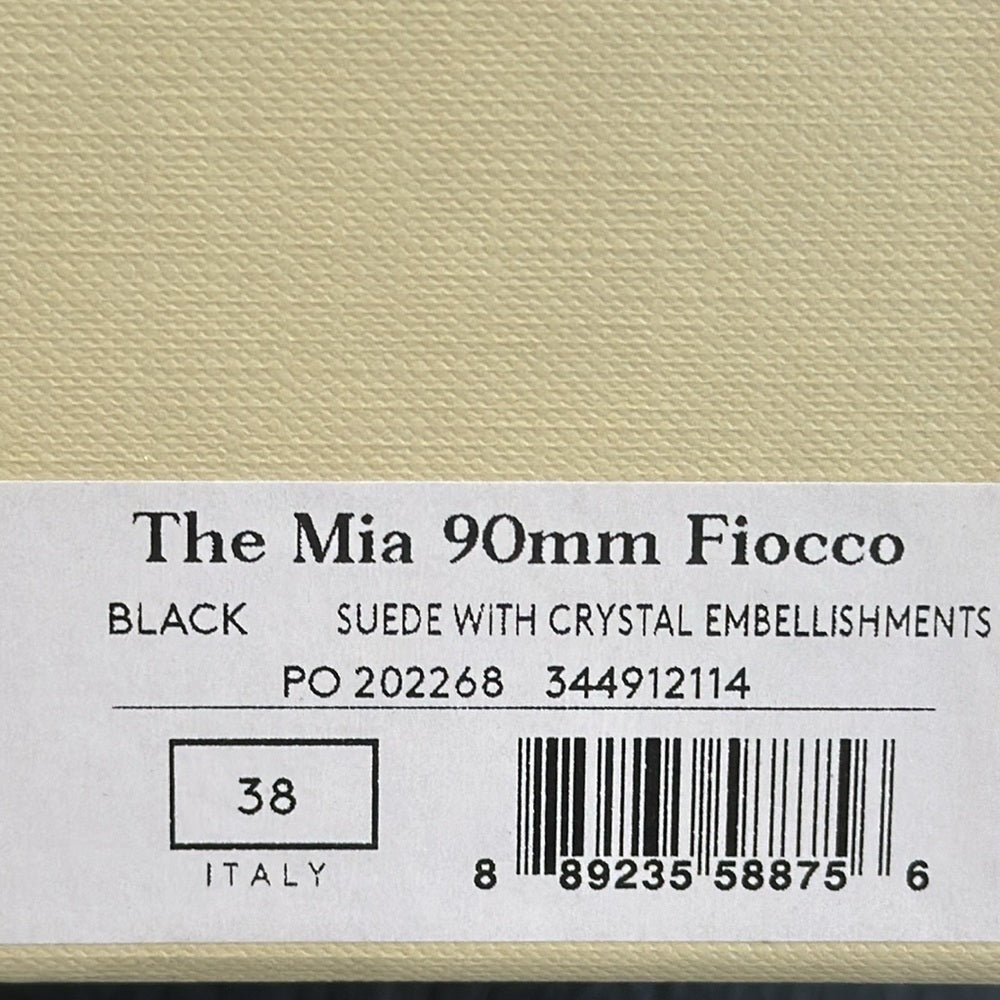 The Mia 90mm Fiocco
BLACK SUEDE WITH CRYSTAL EMBELLISHMENTS
PO 202268 344912114
38
ITALY
8 89235 58875 6